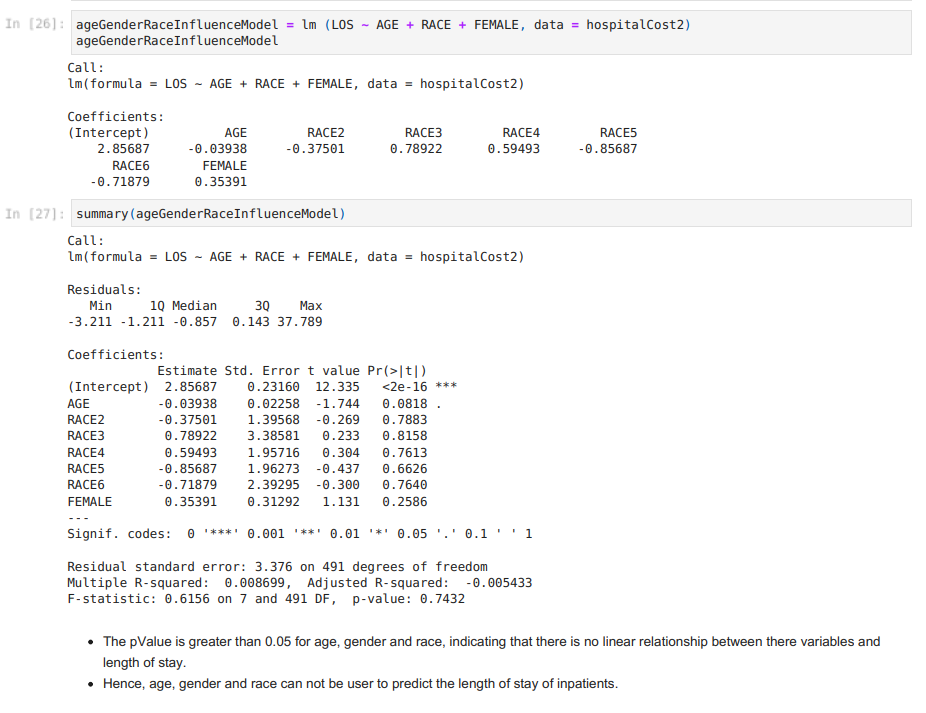 In [26]: ageGenderRaceInfluenceModel = lm (LOS ~ AGE + RACE + FEMALE, data = hospitalCost2)
ageGenderRaceInfluenceModel
Call:
lm(formula = LOS ~ AGE + RACE + FEMALE, data = hospitalCost2)
Coefficients:
(Intercept) AGE RACE2 RACE3 RACE4 RACE5
2.85687 -0.03938 -0.37501 0.78922 0.59493 -0.85687
RACE6 FEMALE
-0.71879 0.35391
In [27]: summary(ageGenderRaceInfluenceModel)
Call:
lm(formula = LOS ~ AGE + RACE + FEMALE, data = hospitalCost2)
Residuals:
Min 1Q Median 3Q Max
-3.211 -1.211 -0.857 0.143 37.789
Coefficients:
Estimate Std. Error t value Pr(>|t|)
(Intercept) 2.85687 0.23160 12.335 <2e-16 ***
AGE -0.03938 0.02258 -1.744 0.0818 .
RACE2 -0.37501 1.39568 -0.269 0.7883
RACE3 0.78922 3.38581 0.233 0.8158
RACE4 0.59493 1.95716 0.304 0.7613
RACE5 -0.85687 1.96273 -0.437 0.6626
RACE6 -0.71879 2.39295 -0.300 0.7640
FEMALE 0.35391 0.31292 1.131 0.2586
---
Signif. codes: 0 '***' 0.001 '**' 0.01 '*' 0.05 '.' 0.1 ' ' 1
Residual standard error: 3.376 on 491 degrees of freedom
Multiple R-squared: 0.008699, Adjusted R-squared: -0.005433
F-statistic: 0.6156 on 7 and 491 DF, p-value: 0.7432
• The pValue is greater than 0.05 for age, gender and race, indicating that there is no linear relationship between there variables and
length of stay.
• Hence, age, gender and race can not be user to predict the length of stay of inpatients.